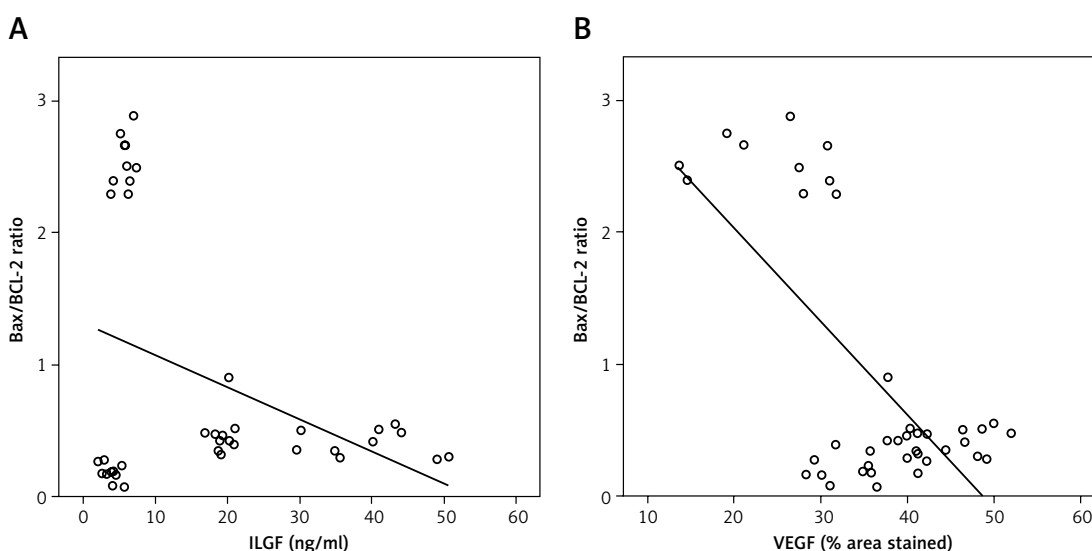 A
B
Bax/BCL-2 ratio
3
2
1
0
0 10 20 30 40 50 60
ILGF (ng/ml)
Bax/BCL-2 ratio
3
2
1
0
10 20 30 40 50 60
VEGF (% area stained)